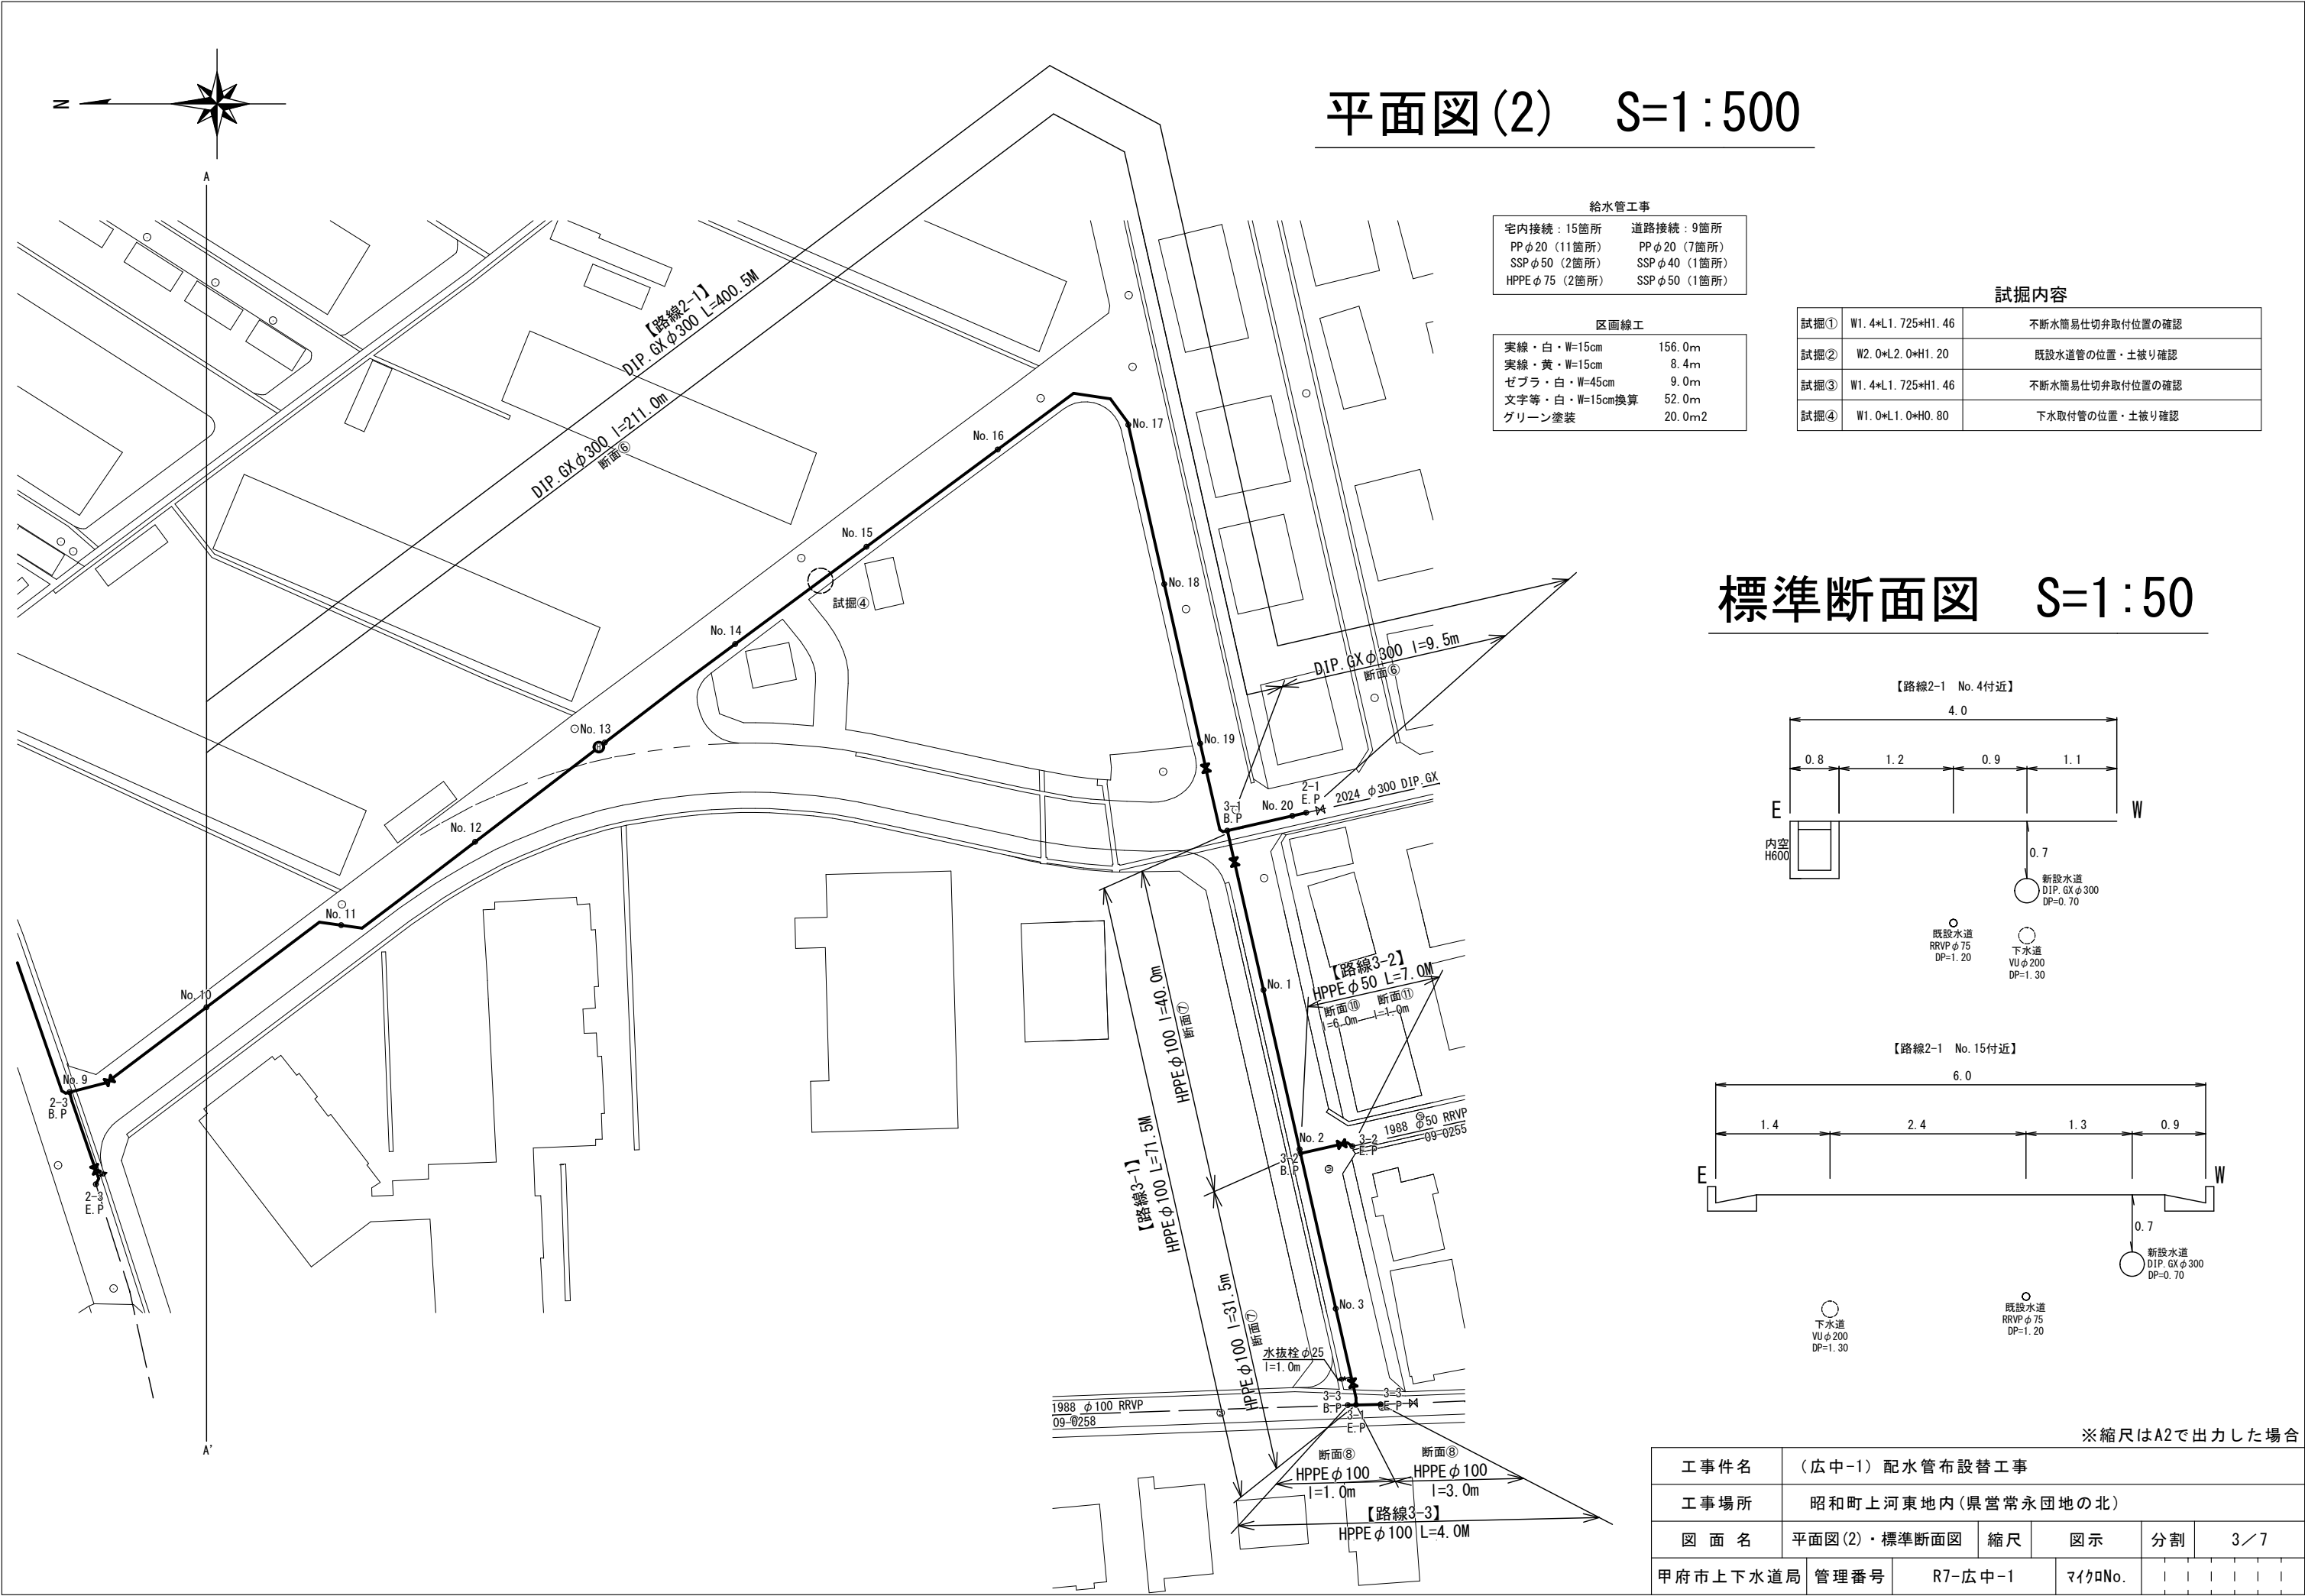 平面図(2)　S=1:500
N
A
給水管工事
宅内接続：15箇所　道路接続：9箇所
PPφ20（11箇所）　PPφ20（7箇所）
SSPφ50（2箇所）　SSPφ40（1箇所）
HPPEφ75（2箇所）　SSPφ50（1箇所）
区画線工
実線・白・W=15cm　156.0m
実線・黄・W=15cm　8.4m
ゼブラ・白・W=45cm　9.0m
文字等・白・W=15cm換算　52.0m
グリーン塗装　20.0m2
試掘内容
試掘①　W1.4*L1.725*H1.46　不断水簡易仕切弁取付位置の確認
試掘②　W2.0*L2.0*H1.20　既設水道管の位置・土被り確認
試掘③　W1.4*L1.725*H1.46　不断水簡易仕切弁取付位置の確認
試掘④　W1.0*L1.0*H0.80　下水取付管の位置・土被り確認
【路線2-1】
DIP.GXφ300 L=400.5M
DIP.GXφ300 l=211.0m
断面⑥
No.17
No.16
No.15
試掘④
No.18
No.14
No.13
H
No.19
No.12
No.11
No.10
No.9
2-3
B.P
2-3
E.P
A'
DIP.GXφ300 l=9.5m
断面⑥
2-1
E.P
No.20
3-1
B.P
2024 φ300 DIP.GX
No.1
【路線3-2】
HPPEφ50 L=7.0M
断面⑩　断面⑪
l=6.0m　l=1.0m
HPPEφ100 l=40.0m
断面⑦
【路線3-1】
HPPEφ100 L=71.5M
No.2
3-2
B.P
3-2
E.P
1988 φ50 RRVP
09-0255
HPPEφ100 l=31.5m
断面⑦
No.3
水抜栓φ25
l=1.0m
1988 φ100 RRVP
09-0258
3-3
B.P
3-1
E.P
3-3
E.P
断面⑧
HPPEφ100
l=1.0m
断面⑧
HPPEφ100
l=3.0m
【路線3-3】
HPPEφ100 L=4.0M
標準断面図　S=1:50
【路線2-1　No.4付近】
4.0
0.8　1.2　0.9　1.1
E　W
内空
H600
0.7
新設水道
DIP.GXφ300
DP=0.70
既設水道
RRVPφ75
DP=1.20
下水道
VUφ200
DP=1.30
【路線2-1　No.15付近】
6.0
1.4　2.4　1.3　0.9
E　W
0.7
新設水道
DIP.GXφ300
DP=0.70
下水道
VUφ200
DP=1.30
既設水道
RRVPφ75
DP=1.20
※縮尺はA2で出力した場合
工事件名　（広中-1）配水管布設替工事
工事場所　昭和町上河東地内(県営常永団地の北)
図　面　名　平面図(2)・標準断面図　縮尺　図示　分割　3／7
甲府市上下水道局　管理番号　R7-広中-1　マイクロNo.